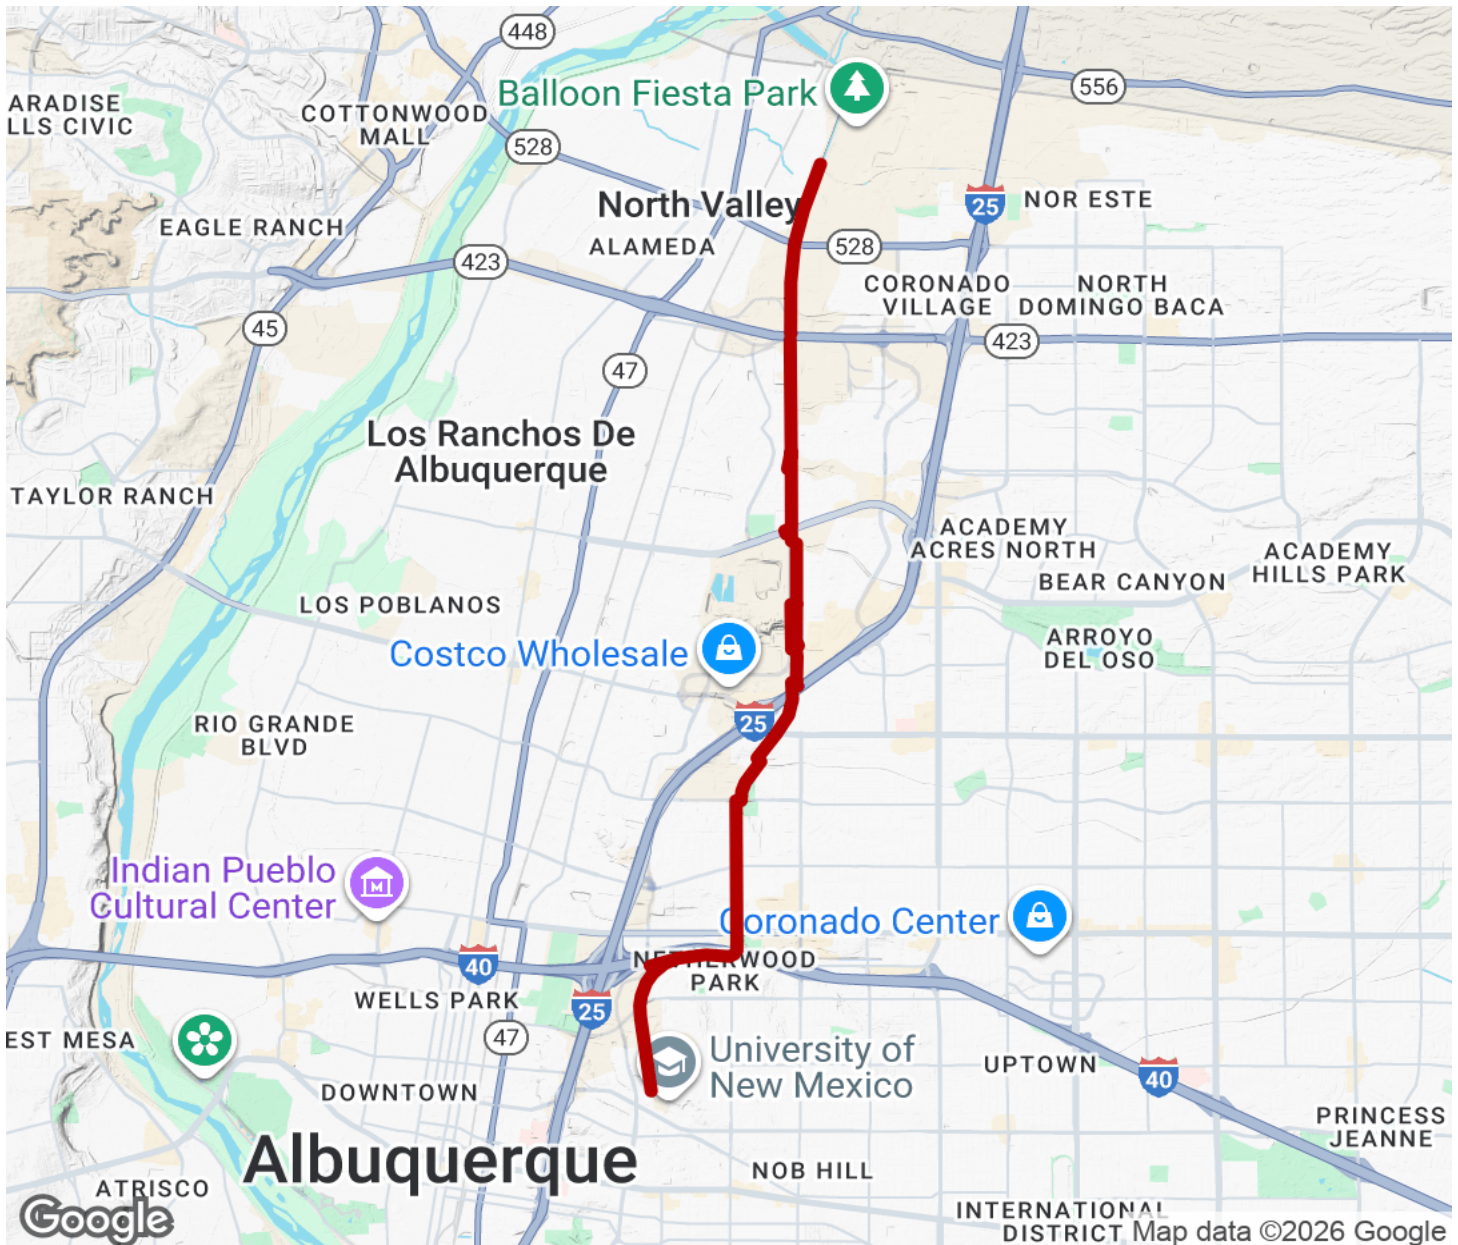 448
556
Balloon Fiesta Park
ARADISE
LLS CIVIC
COTTONWOOD
MALL
528
25
NOR ESTE
North Valley
EAGLE RANCH
ALAMEDA
528
423
CORONADO
VILLAGE
NORTH
DOMINGO BACA
45
423
47
Los Ranchos De
Albuquerque
TAYLOR RANCH
ACADEMY
ACRES NORTH
ACADEMY
HILLS PARK
BEAR CANYON
LOS POBLANOS
Costco Wholesale
ARROYO
DEL OSO
RIO GRANDE
BLVD
25
Indian Pueblo
Cultural Center
M
Coronado Center
40
NETHERWOOD
PARK
WELLS PARK
25
EST MESA
47
University of
New Mexico
UPTOWN
40
DOWNTOWN
PRINCESS
JEANNE
Albuquerque
NOB HILL
ATRISCO
INTERNATIONAL
DISTRICT
Google
Map data ©2026 Google